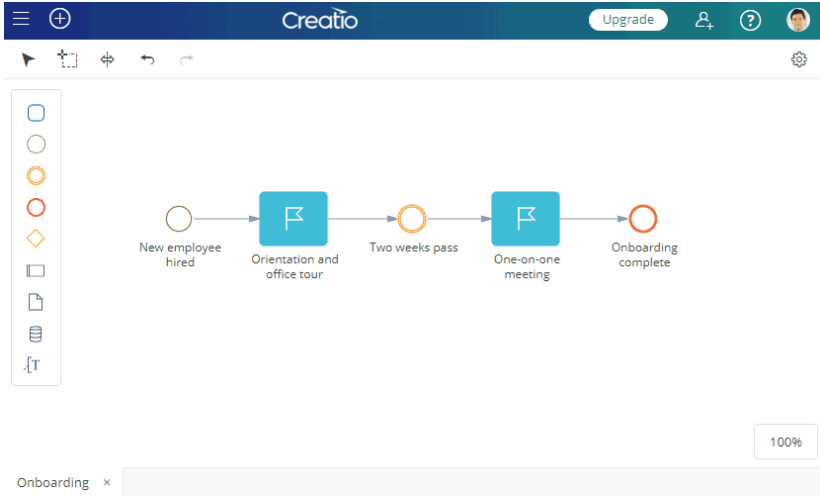 Creatio
Upgrade
?
New employee
hired
Orientation and
office tour
Two weeks pass
One-on-one
meeting
Onboarding
complete
T
100%
Onboarding ×